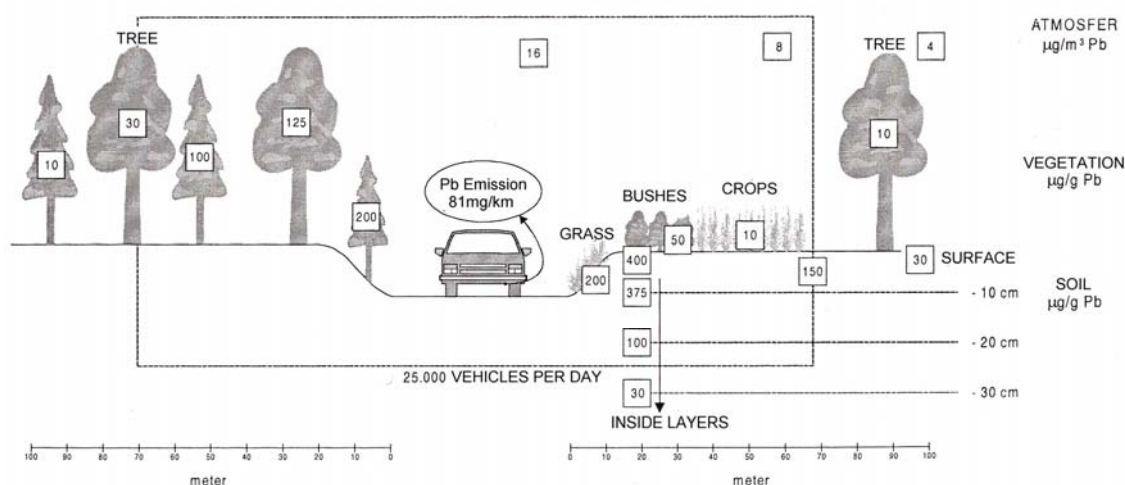 ATMOSFER
µg/m³ Pb
TREE
16
8
TREE
4
30
125
10
10
100
VEGETATION
µg/g Pb
Pb Emission
81mg/km
BUSHES
CROPS
200
GRASS
50
10
400
30
SURFACE
150
200
375
- 10 cm
SOIL
µg/g Pb
100
- 20 cm
25.000 VEHICLES PER DAY
30
- 30 cm
INSIDE LAYERS
100 90 80 70 60 50 40 30 20 10 0
0 10 20 30 40 50 60 70 80 90 100
meter
meter